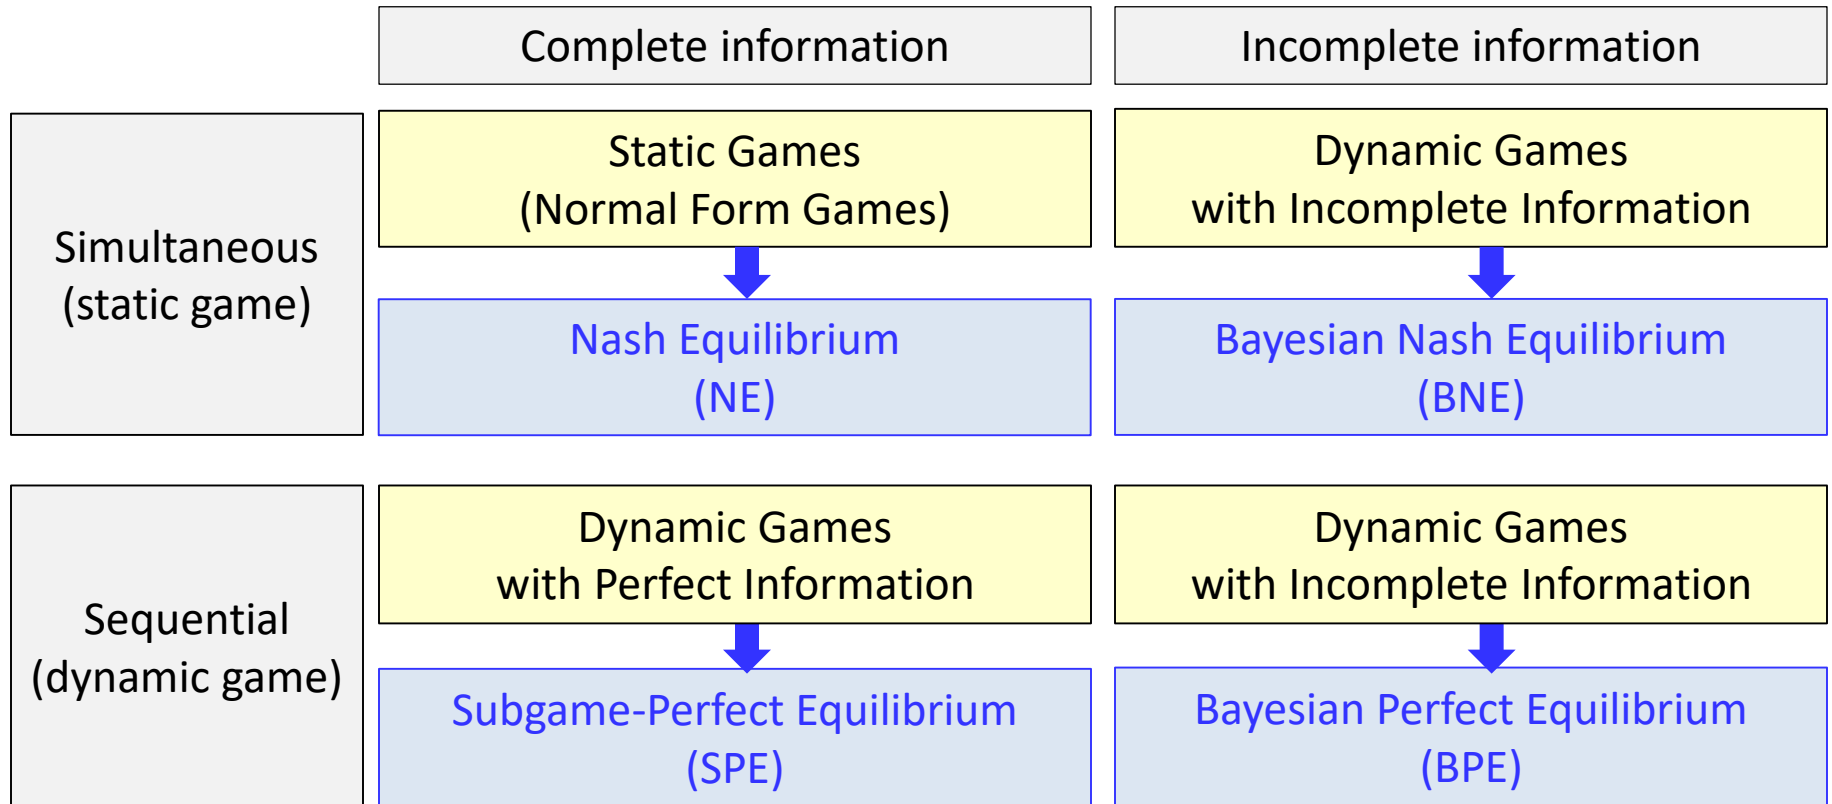 Complete information
Incomplete information
Simultaneous
(static game)
Static Games
(Normal Form Games)
Dynamic Games
with Incomplete Information
Nash Equilibrium
(NE)
Bayesian Nash Equilibrium
(BNE)
Sequential
(dynamic game)
Dynamic Games
with Perfect Information
Dynamic Games
with Incomplete Information
Subgame-Perfect Equilibrium
(SPE)
Bayesian Perfect Equilibrium
(BPE)